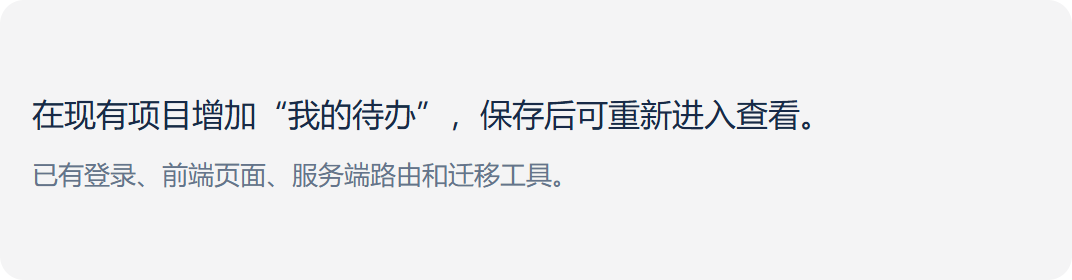 在现有项目增加“我的待办”，保存后可重新进入查看。
已有登录、前端页面、服务端路由和迁移工具。